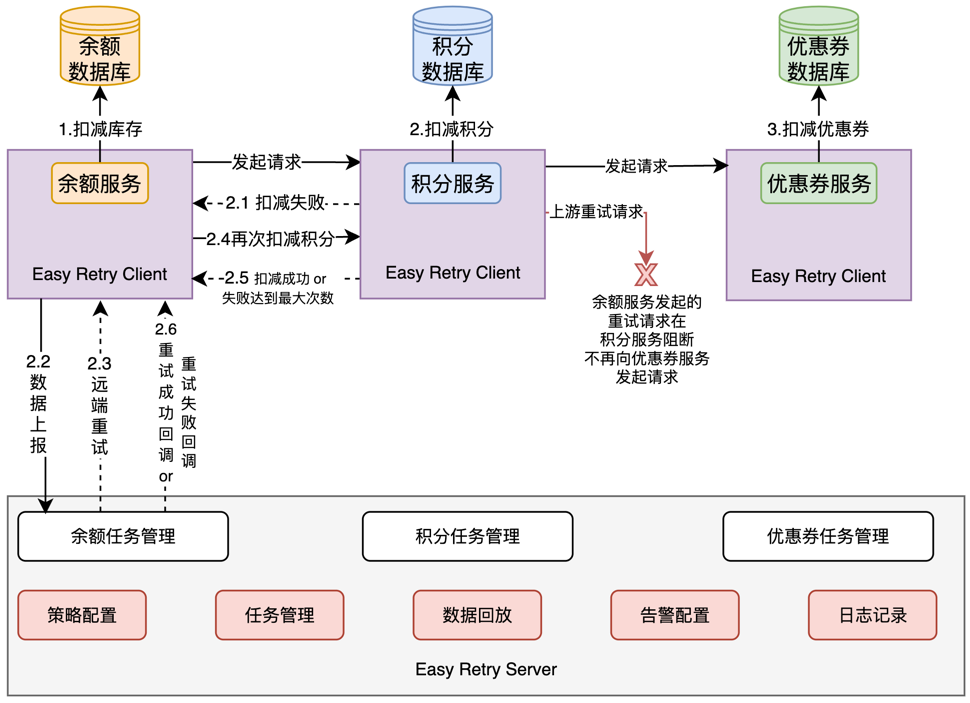 余额
数据库
积分
数据库
优惠券
数据库
1.扣减库存
2.扣减积分
3.扣减优惠券
余额服务
发起请求
积分服务
发起请求
优惠券服务
2.1 扣减失败
上游重试请求
2.4再次扣减积分
Easy Retry Client
2.5 扣减成功 or
失败达到最大次数
Easy Retry Client
Easy Retry Client
X
余额服务发起的
重试请求在
积分服务阻断
不再向优惠券服务
发起请求
2.2
数
据
上
报
2.3
远
端
重
试
2.6
重
试
成
功
回
调
or
重
试
失
败
回
调
余额任务管理
积分任务管理
优惠券任务管理
策略配置
任务管理
数据回放
告警配置
日志记录
Easy Retry Server